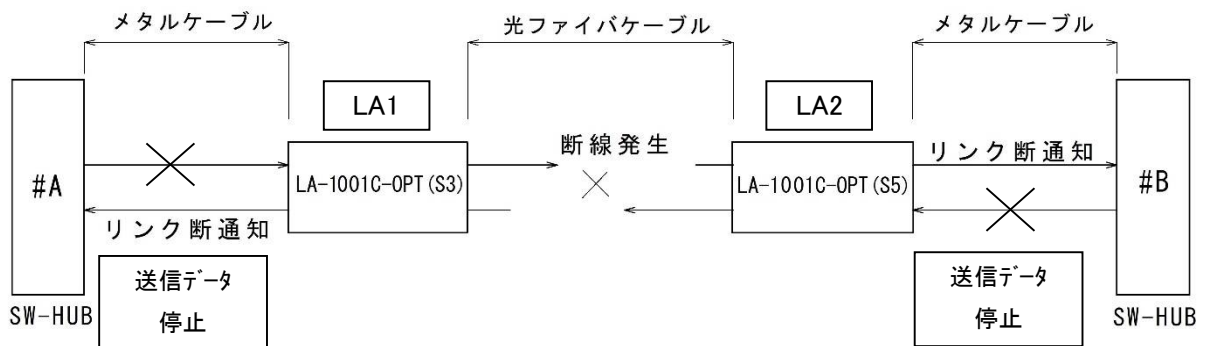 メタルケーブル
光ファイバケーブル
メタルケーブル
LA1
LA2
断線発生
リンク断通知
#A
LA-1001C-OPT(S3)
LA-1001C-OPT(S5)
#B
リンク断通知
送信データ
停止
送信データ
停止
SW-HUB
SW-HUB